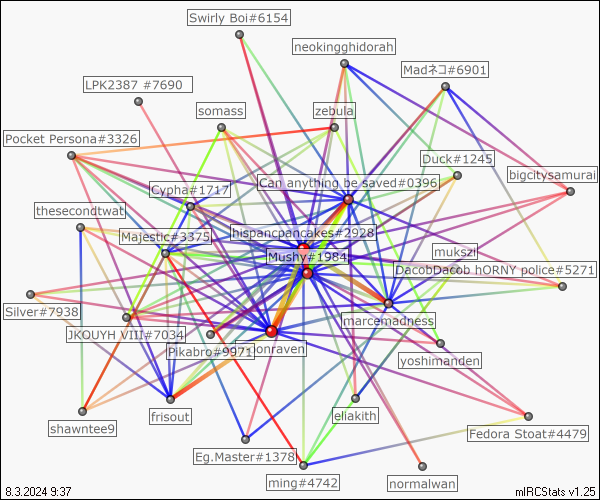 Swirly Boi#6154
neokingghidorah
Madネコ#6901
LPK2387 #7690
somass
zebula
Pocket Persona#3326
Duck#1245
bigcitysamurai
Can anything be saved#0396
Cypha#1717
thesecondtwat
hispancpancakes#2928
Majestic#3375
mukszi
Mushy#1984
DacobDacob hORNY police#5271
Silver#7938
marcemadness
JKOUYH VIII#7034
Pikabro#9971
onraven
yoshimanden
frisout
eliakith
shawntee9
Fedora Stoat#4479
Eg.Master#1378
ming#4742
normalwan
8.3.2024 9:37
mIRCStats v1.25